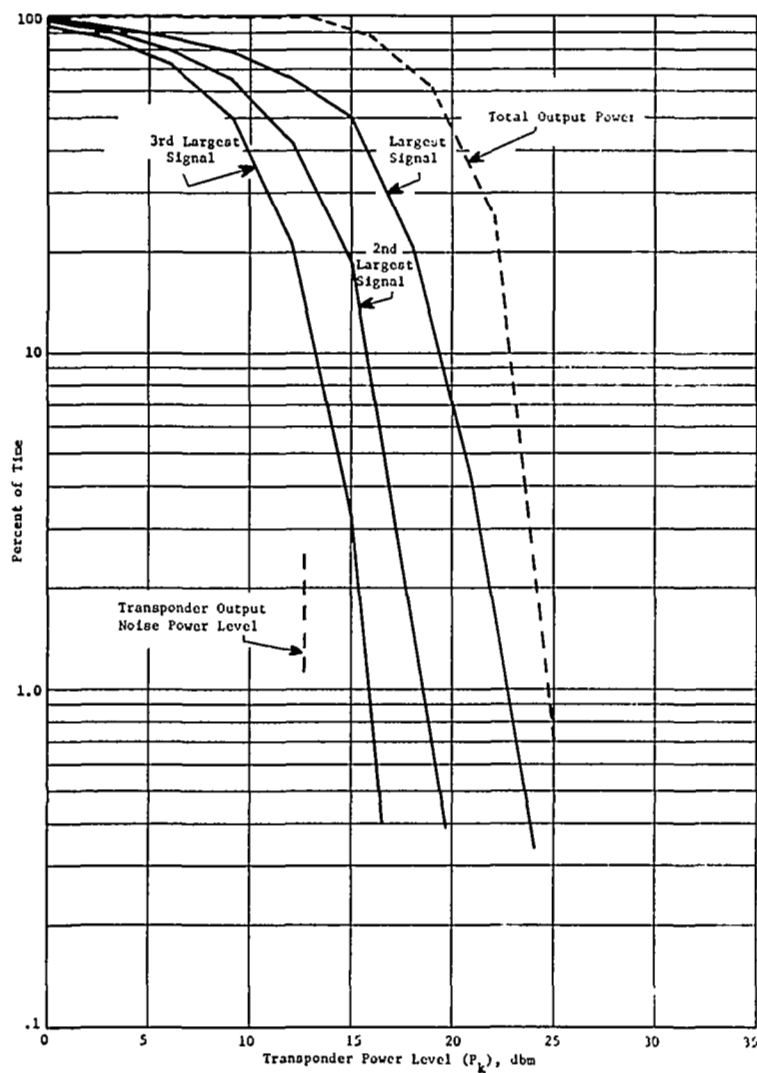 100
Total Output Power
3rd Largest
Signal
Largest
Signal
2nd
Largest
Signal
10
Percent of Time
Transponder Output
Noise Power Level
1.0
.1
0
5
10
15
20
25
30
35
Transponder Power Level (Pk), dbm